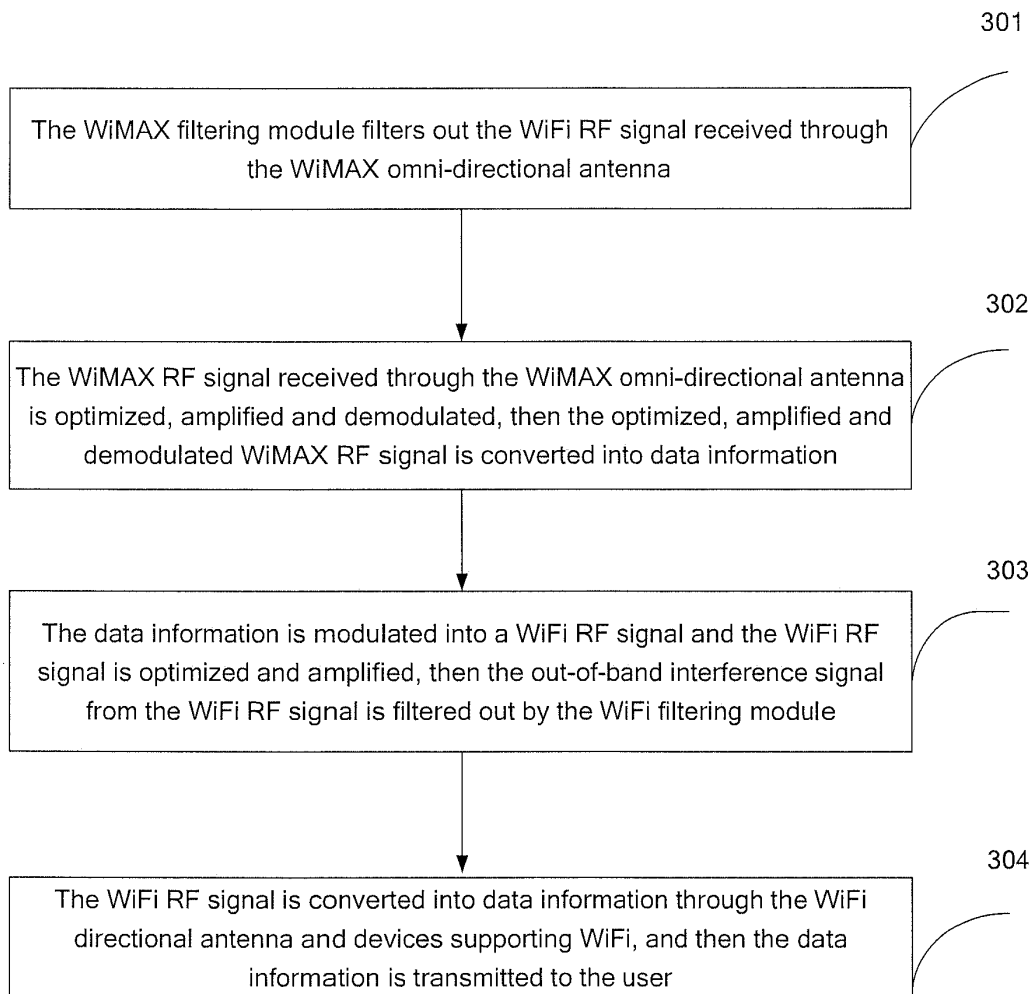 301
The WiMAX filtering module filters out the WiFi RF signal received through
the WiMAX omni-directional antenna
302
The WiMAX RF signal received through the WiMAX omni-directional antenna
is optimized, amplified and demodulated, then the optimized, amplified and
demodulated WiMAX RF signal is converted into data information
303
The data information is modulated into a WiFi RF signal and the WiFi RF
signal is optimized and amplified, then the out-of-band interference signal
from the WiFi RF signal is filtered out by the WiFi filtering module
304
The WiFi RF signal is converted into data information through the WiFi
directional antenna and devices supporting WiFi, and then the data
information is transmitted to the user